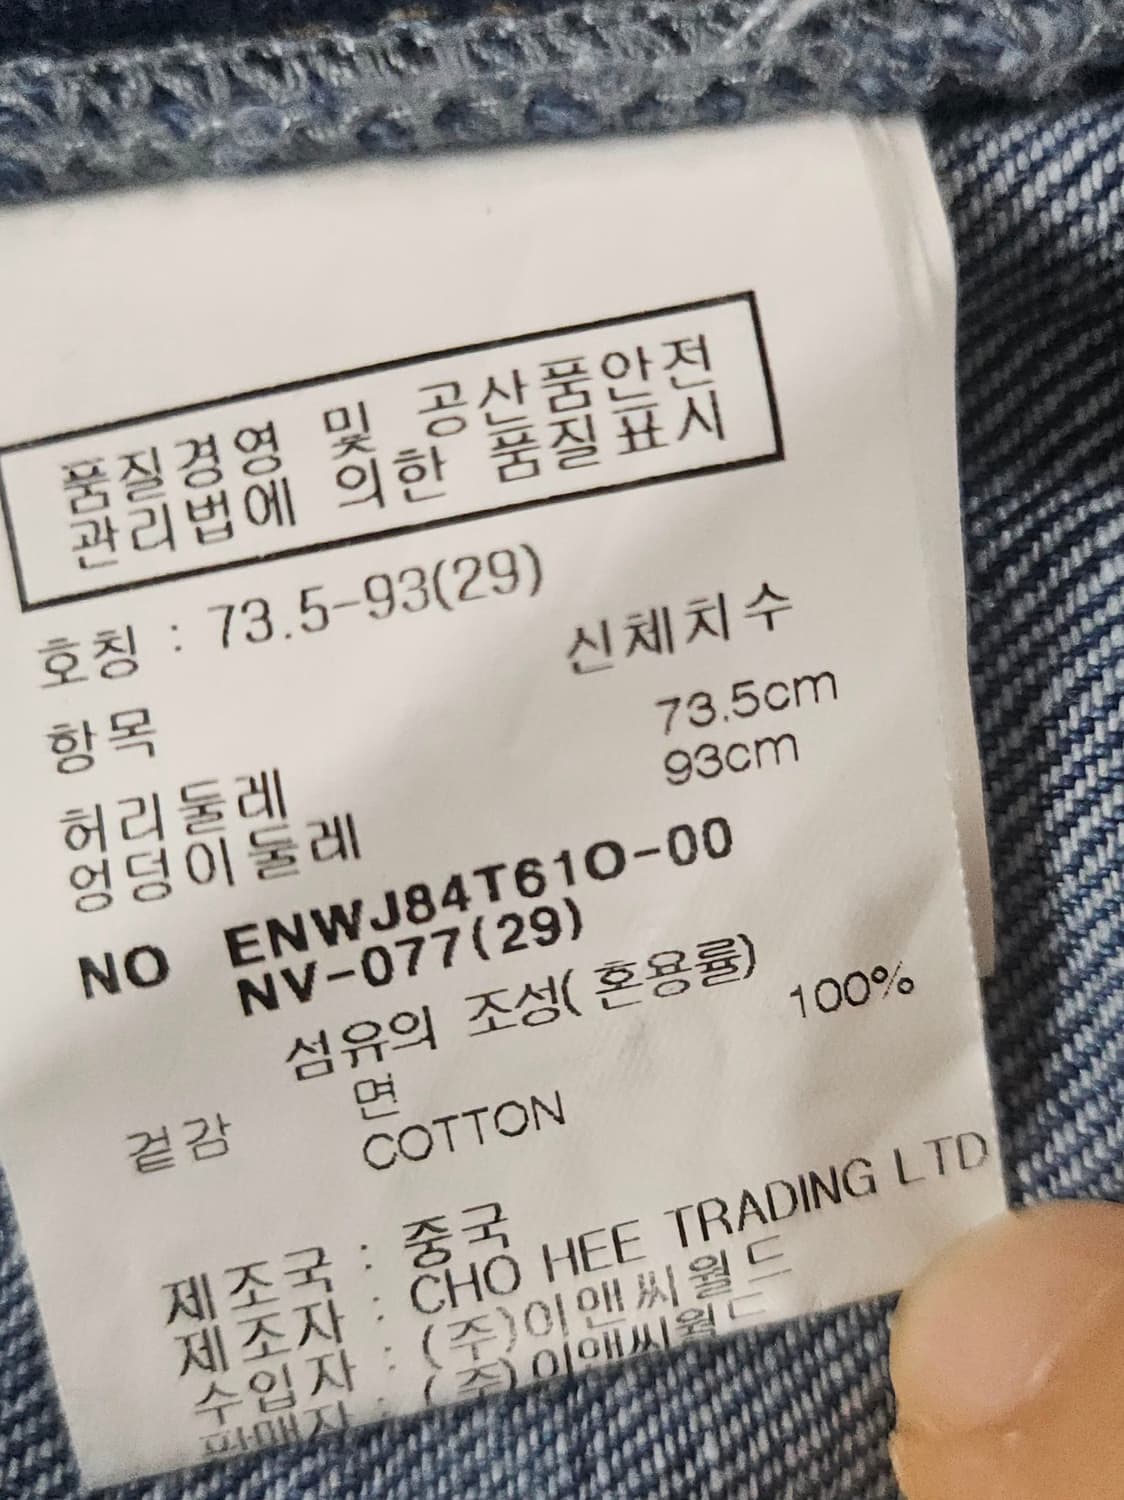 품질경영 및 공산품안전
관리법에 의한 품질표시
호칭 : 73.5-93(29)
항목 신체치수
허리둘레 73.5cm
엉덩이둘레 93cm
NO ENWJ84T610-00
NV-077(29)
섬유의 조성(혼용률)
겉감 면 100%
COTTON
제조국 : 중국
제조자 : CHO HEE TRADING LTD
수입자 : (주)이앤씨월드
판매자 : (주)이앤씨월드